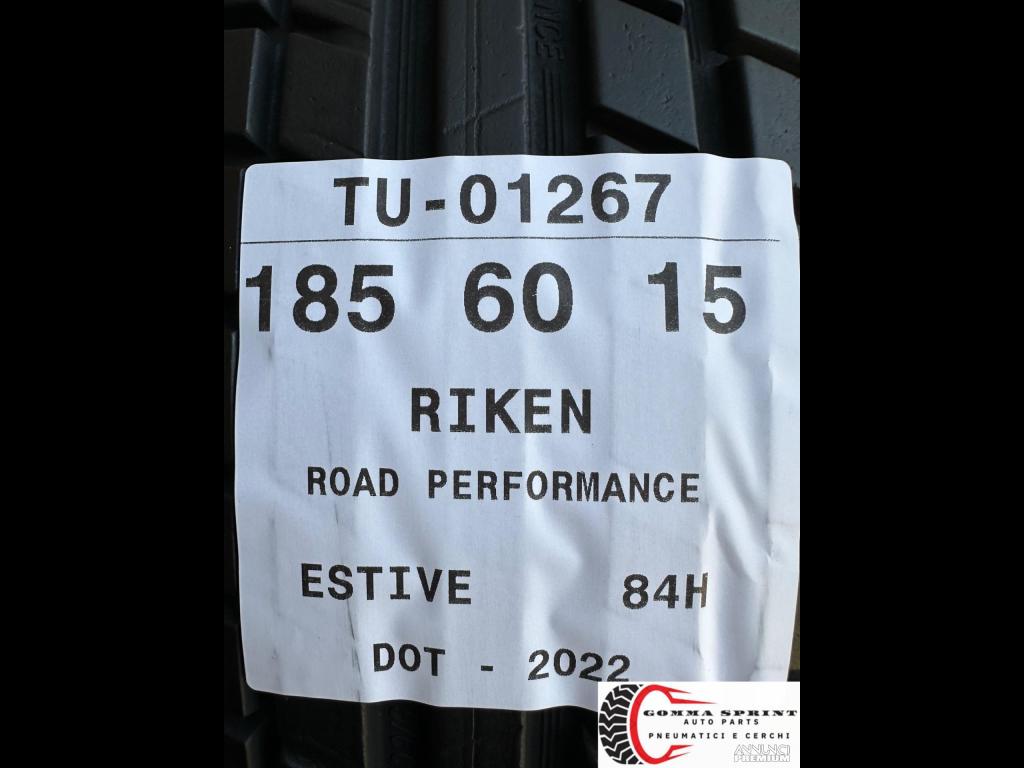 NCE
TU-01267
185 60 15
RIKEN
ROAD PERFORMANCE
ESTIVE 84H
DOT - 2022
GOMMA SPRINT
AUTO PARTS
PNEUMATICI E CERCHI
ANNUNCI
PREMIUM